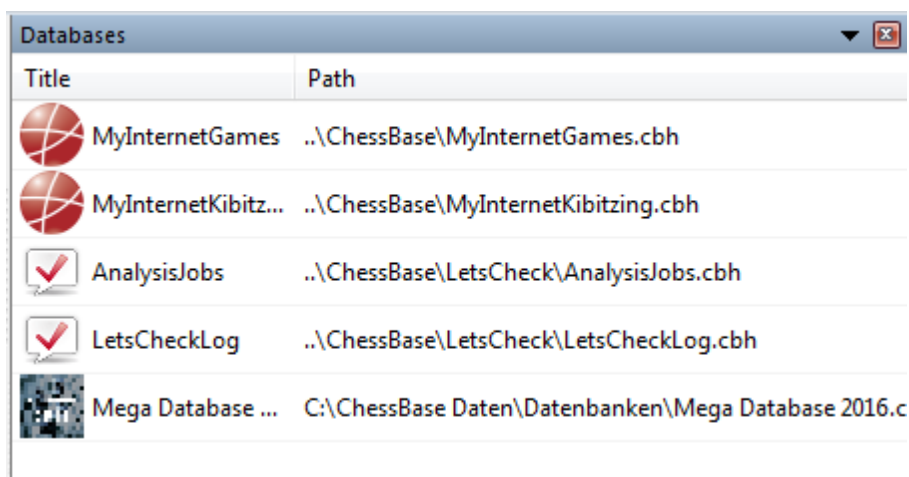 Databases
Title Path
MyInternetGames ..\ChessBase\MyInternetGames.cbh
MyInternetKibitz... ..\ChessBase\MyInternetKibitzing.cbh
AnalysisJobs ..\ChessBase\LetsCheck\AnalysisJobs.cbh
LetsCheckLog ..\ChessBase\LetsCheck\LetsCheckLog.cbh
Mega Database ... C:\ChessBase Daten\Datenbanken\Mega Database 2016.c